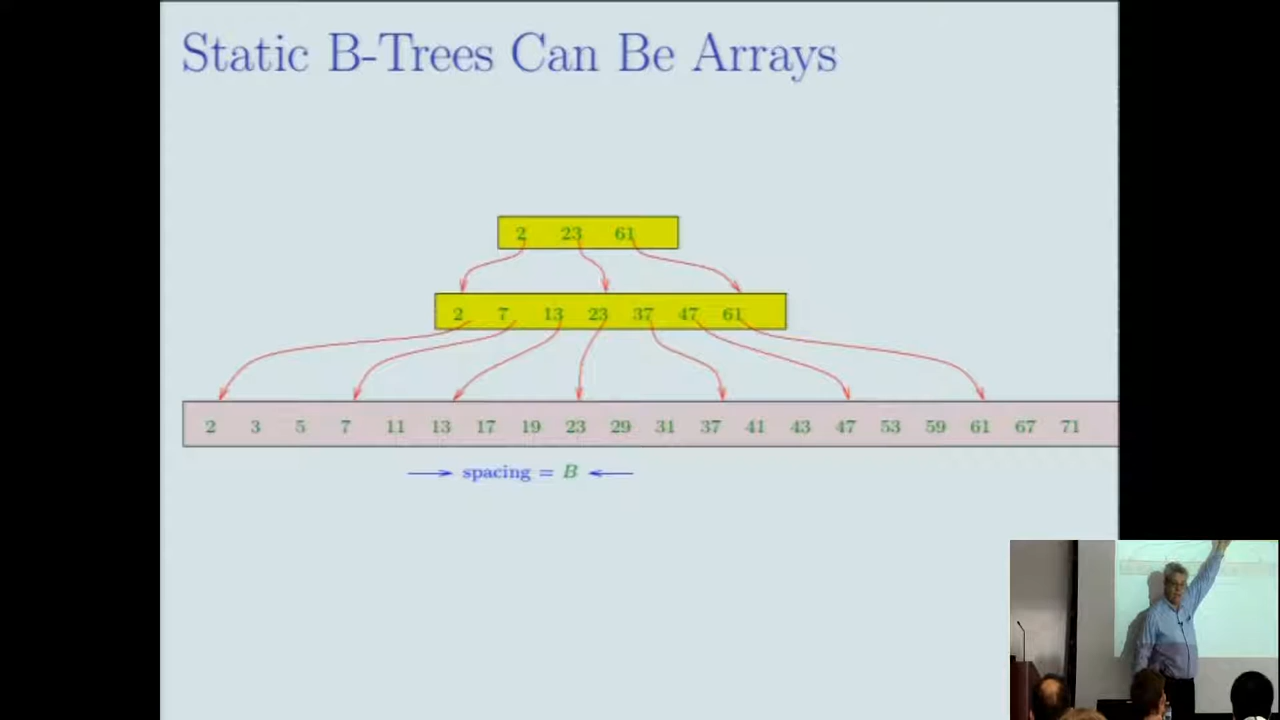 Static B-Trees Can Be Arrays
2 23 61
2 7 13 23 37 47 61
2 3 5 7 11 13 17 19 23 29 31 37 41 43 47 53 59 61 67 71
spacing = B